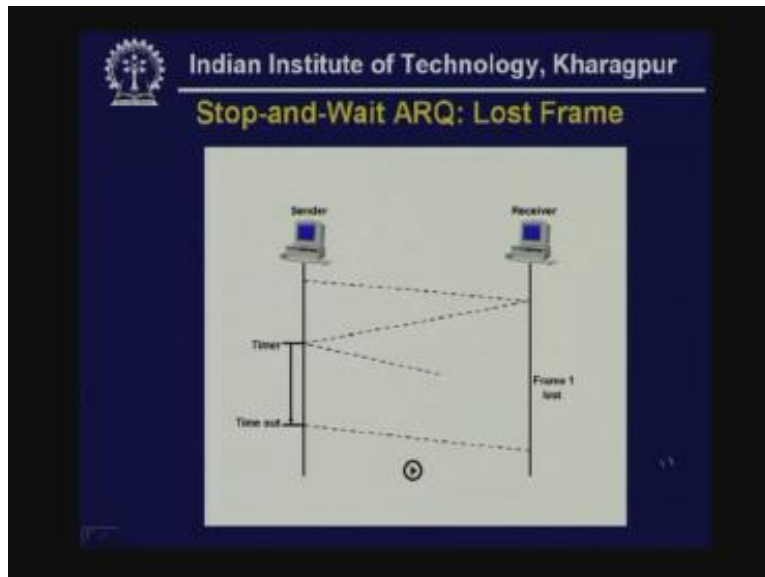 Indian Institute of Technology, Kharagpur
Stop-and-Wait ARQ: Lost Frame
Sender
Receiver
Timer
Frame 1
lost
Time out